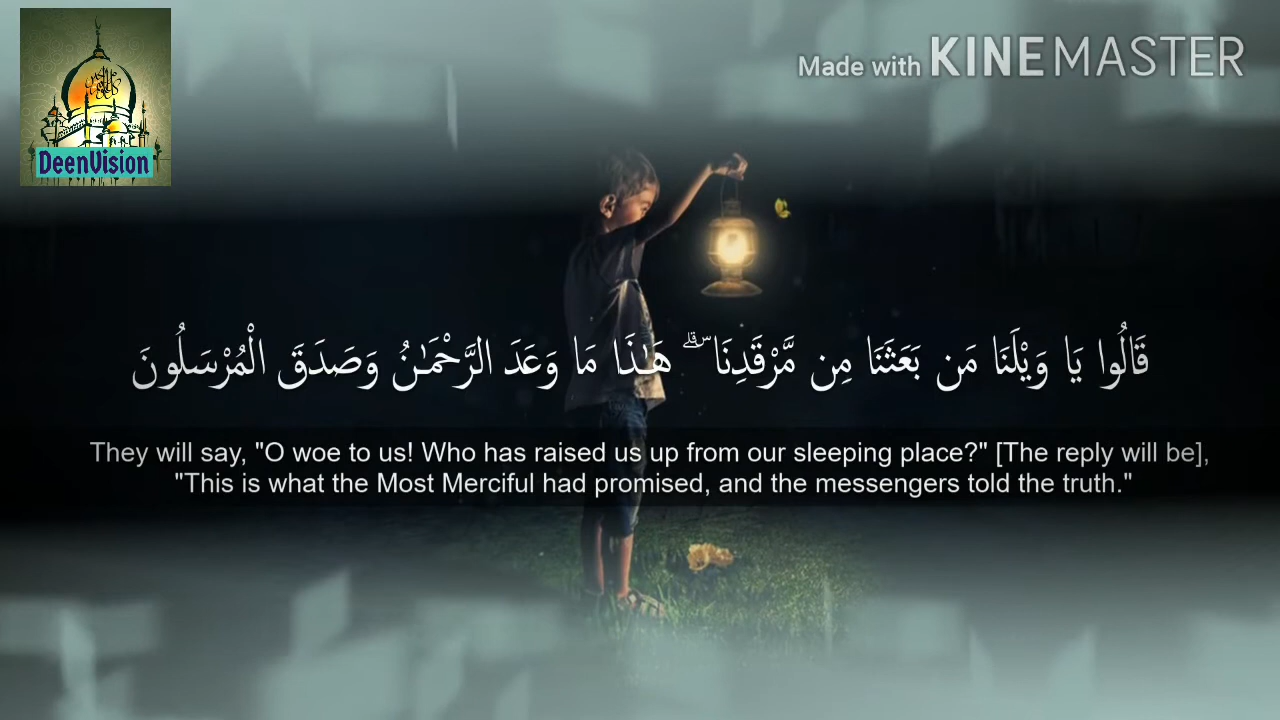 Made with KINEMASTER
DeenVision
قَالُوا يَا وَيْلَنَا مَن بَعَثَنَا مِن مَّرْقَدِنَا ۜ ۗ هَـٰذَا مَا وَعَدَ الرَّحْمَـٰنُ وَصَدَقَ الْمُرْسَلُونَ
They will say, "O woe to us! Who has raised us up from our sleeping place?" [The reply will be],
"This is what the Most Merciful had promised, and the messengers told the truth."